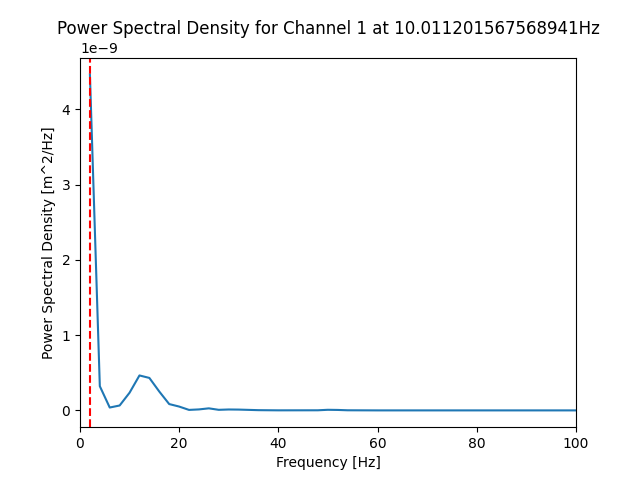 Power Spectral Density for Channel 1 at 10.011201567568941Hz
1e−9
4
3
2
1
0
Power Spectral Density [m^2/Hz]
0 20 40 60 80 100
Frequency [Hz]